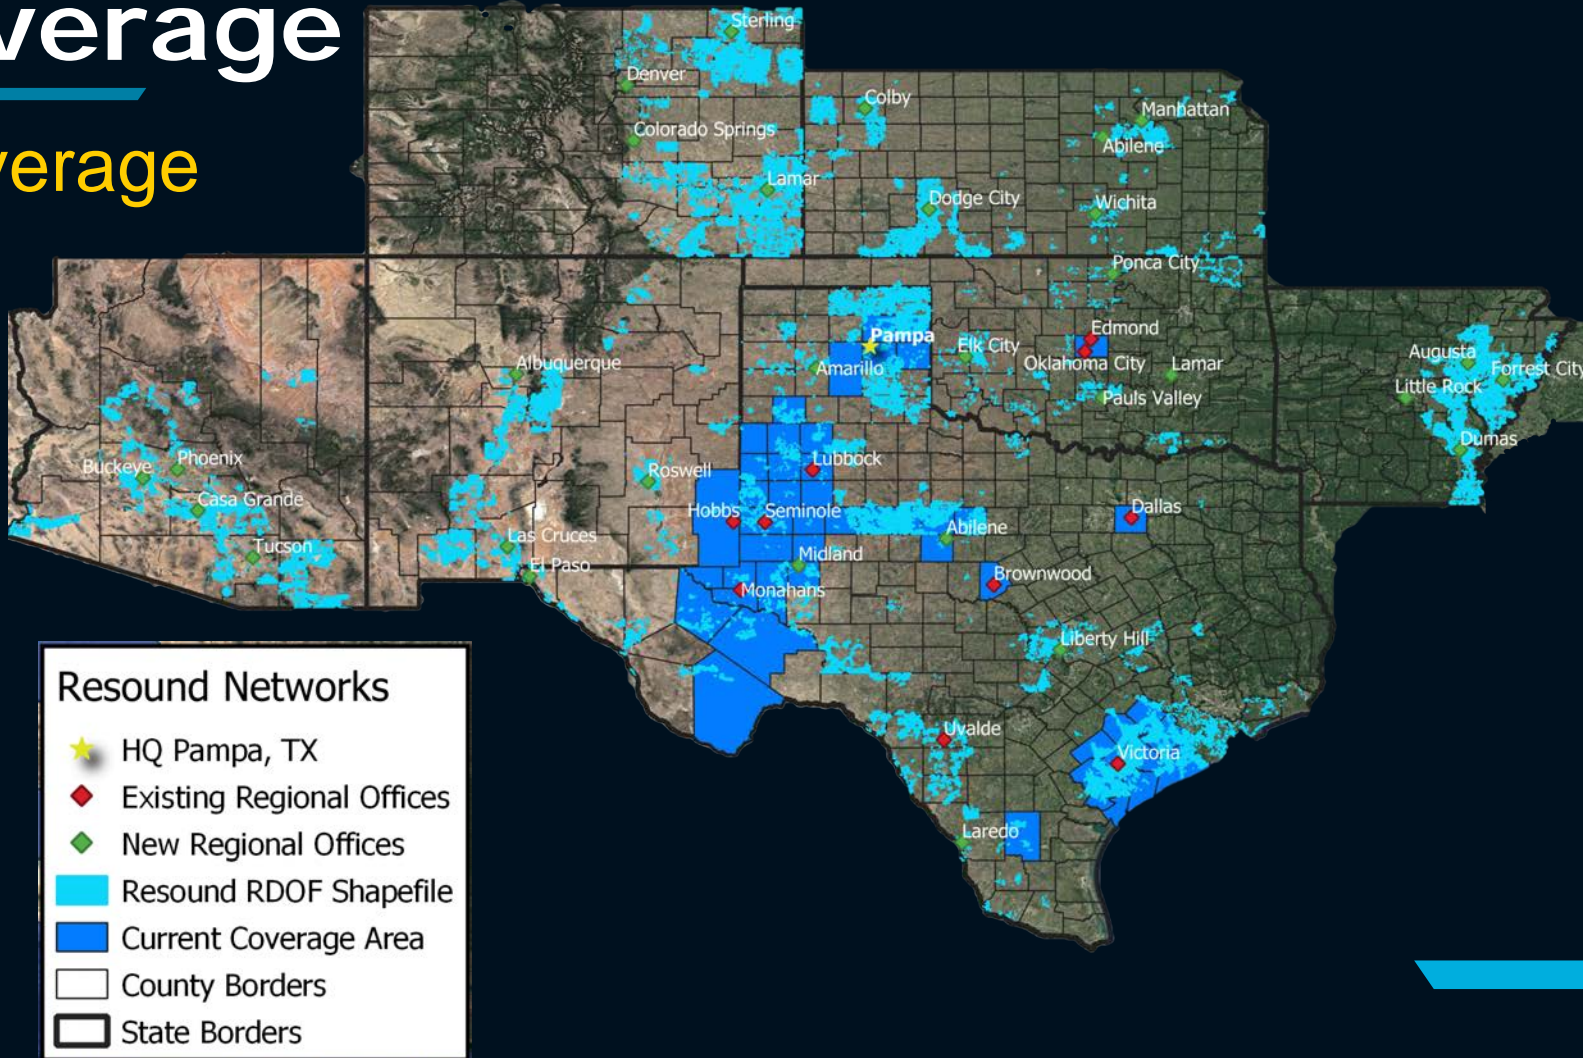 verage
verage
Sterling
Denver
Colby
Manhattan
Colorado Springs
Abilene
Lamar
Dodge City
Wichita
Ponca City
Pampa
Edmond
Elk City
Oklahoma City
Lamar
Amarillo
Albuquerque
Pauls Valley
Augusta
Forrest City
Little Rock
Dumas
Buckeye
Phoenix
Casa Grande
Tucson
Roswell
Lubbock
Hobbs
Seminole
Abilene
Dallas
Las Cruces
El Paso
Midland
Monahans
Brownwood
Liberty Hill
Uvalde
Victoria
Laredo
Resound Networks
HQ Pampa, TX
Existing Regional Offices
New Regional Offices
Resound RDOF Shapefile
Current Coverage Area
County Borders
State Borders